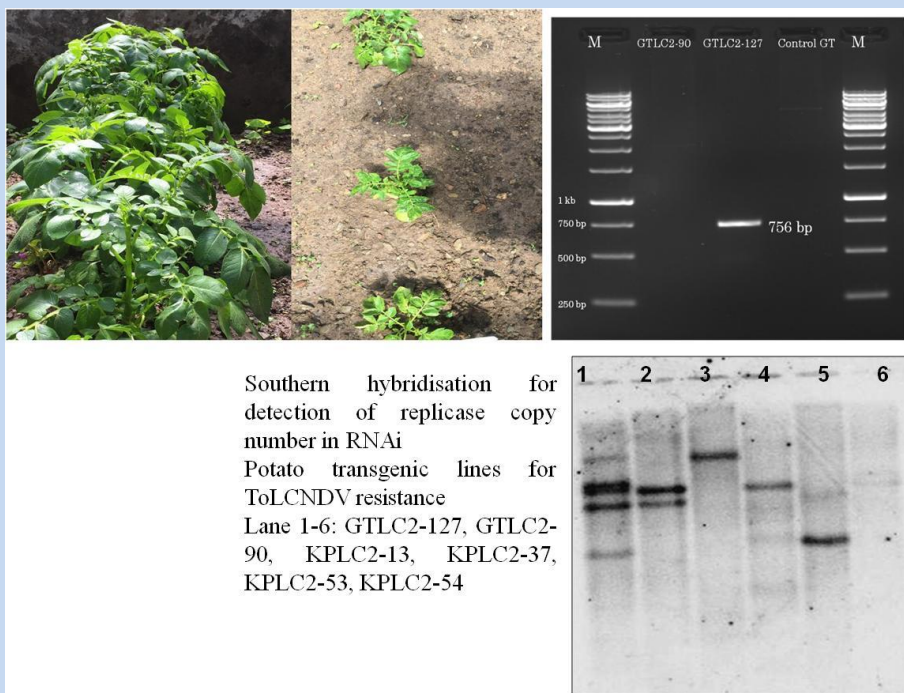 M GTLC2-90 GTLC2-127 Control GT M
1 kb
750 bp
756 bp
500 bp
250 bp
Southern hybridisation for
detection of replicase copy
number in RNAi
Potato transgenic lines for
ToLCNDV resistance
Lane 1-6: GTLC2-127, GTLC2-
90, KPLC2-13, KPLC2-37,
KPLC2-53, KPLC2-54
1 2 3 4 5 6